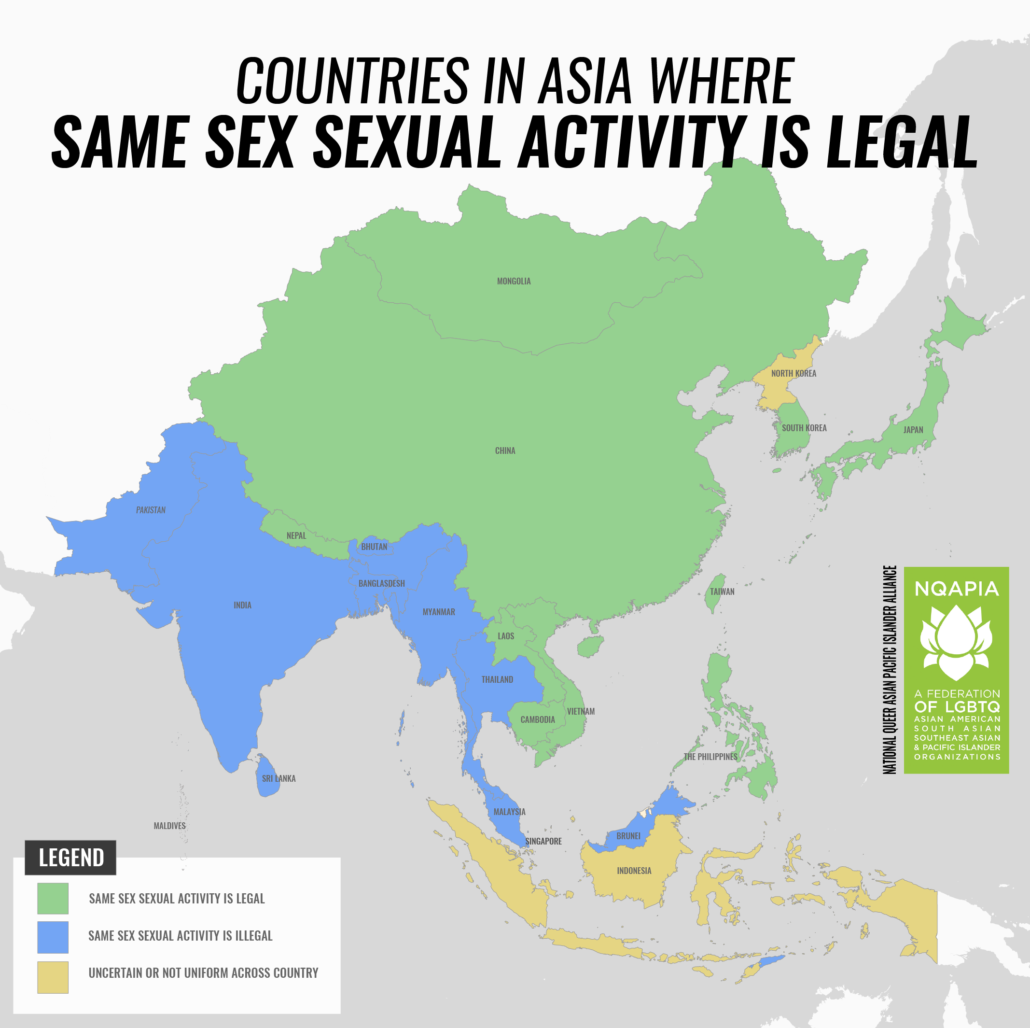 COUNTRIES IN ASIA WHERE
SAME SEX SEXUAL ACTIVITY IS LEGAL
MONGOLIA
NORTH KOREA
SOUTH KOREA
JAPAN
CHINA
PAKISTAN
NEPAL
BHUTAN
BANGLASDESH
INDIA
MYANMAR
TAIWAN
LAOS
THAILAND
VIETNAM
CAMBODIA
THE PHILIPPINES
SRI LANKA
MALDIVES
MALAYSIA
SINGAPORE
BRUNEI
INDONESIA
NATIONAL QUEER ASIAN PACIFIC ISLANDER ALLIANCE
NQAPIA
A FEDERATION
OF LGBTQ
ASIAN AMERICAN
SOUTH ASIAN
SOUTHEAST ASIAN
& PACIFIC ISLANDER
ORGANIZATIONS
LEGEND
SAME SEX SEXUAL ACTIVITY IS LEGAL
SAME SEX SEXUAL ACTIVITY IS ILLEGAL
UNCERTAIN OR NOT UNIFORM ACROSS COUNTRY